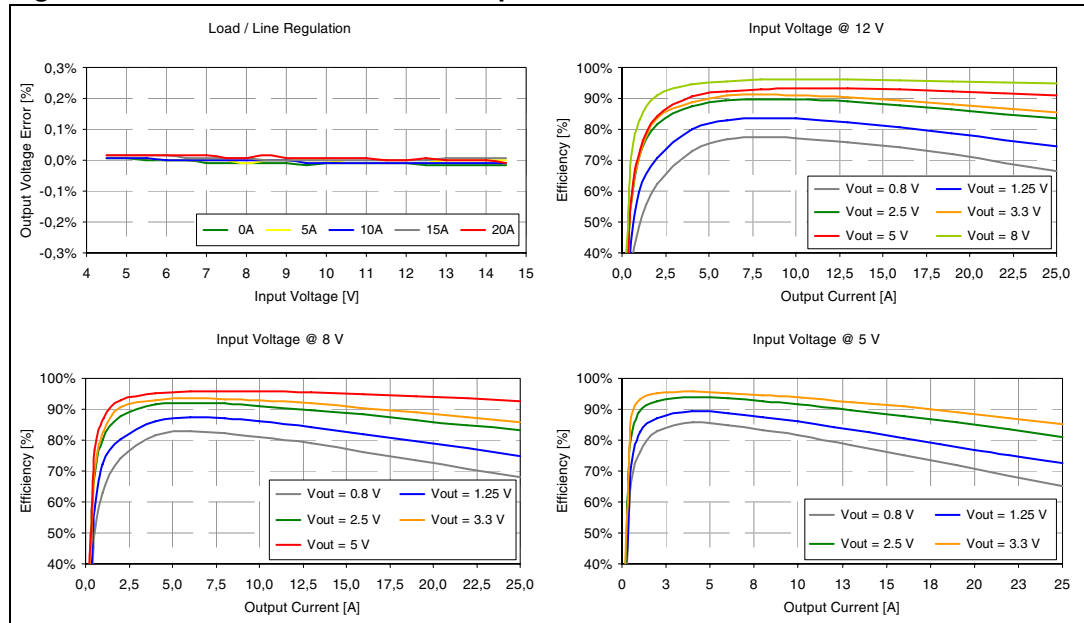 Load / Line Regulation
Output Voltage Error [%]
0,3%
0,2%
0,1%
0,0%
-0,1%
-0,2%
-0,3%
0A 5A 10A 15A 20A
4 5 6 7 8 9 10 11 12 13 14 15
Input Voltage [V]
Input Voltage @ 12 V
Efficiency [%]
100%
90%
80%
70%
60%
50%
40%
Vout = 0.8 V Vout = 1.25 V
Vout = 2.5 V Vout = 3.3 V
Vout = 5 V Vout = 8 V
0,0 2,5 5,0 7,5 10,0 12,5 15,0 17,5 20,0 22,5 25,0
Output Current [A]
Input Voltage @ 8 V
Efficiency [%]
100%
90%
80%
70%
60%
50%
40%
Vout = 0.8 V Vout = 1.25 V
Vout = 2.5 V Vout = 3.3 V
Vout = 5 V
0,0 2,5 5,0 7,5 10,0 12,5 15,0 17,5 20,0 22,5 25,0
Output Current [A]
Input Voltage @ 5 V
Efficiency [%]
100%
90%
80%
70%
60%
50%
40%
Vout = 0.8 V Vout = 1.25 V
Vout = 2.5 V Vout = 3.3 V
0 3 5 8 10 13 15 18 20 23 25
Output Current [A]